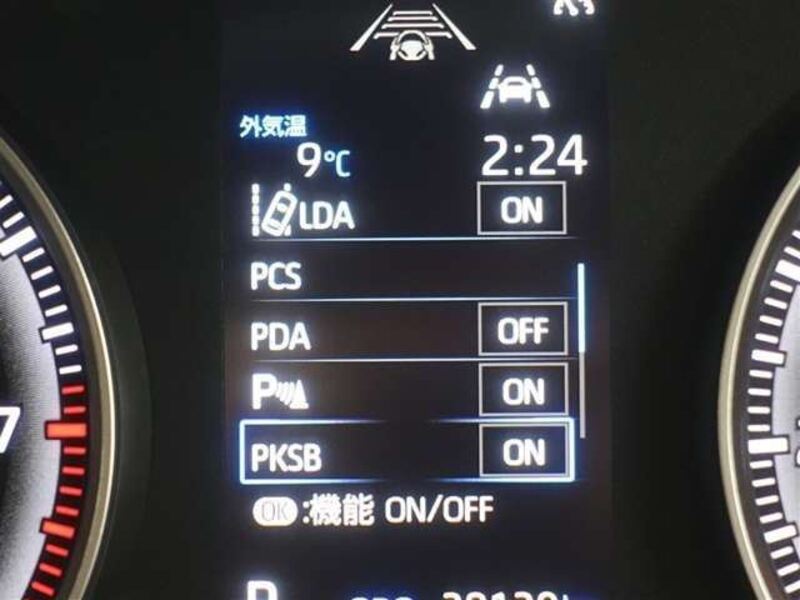 外気温
9℃ 2:24
LDA ON
PCS
PDA OFF
P ON
PKSB ON
OK :機能 ON/OFF
7